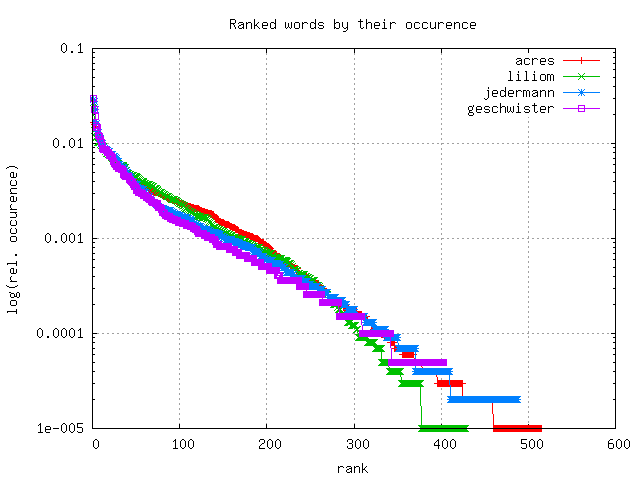 Ranked words by their occurence
0.1
0.01
0.001
0.0001
1e-005
log(rel. occurence)
acres
liliom
jedermann
geschwister
0 100 200 300 400 500 600
rank